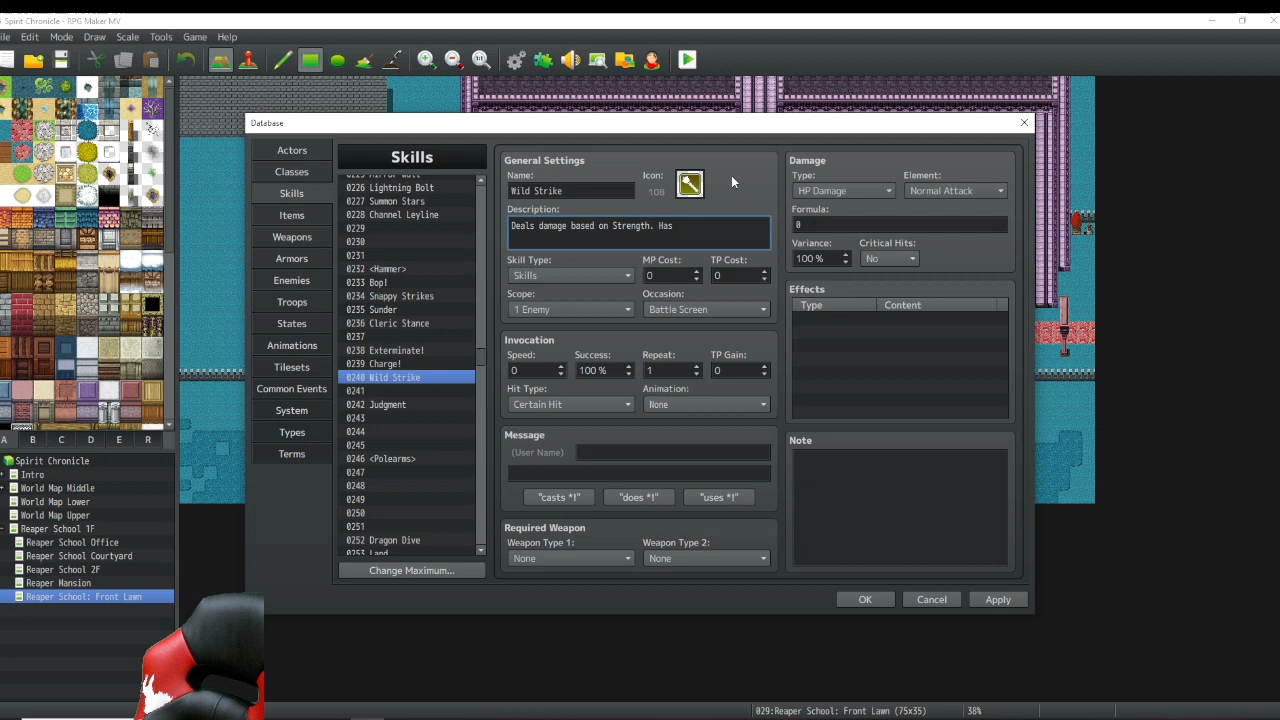 Spirit Chronicle - RPG Maker MV
Edit Mode Draw Scale Tools Game Help
Database
Actors
Classes
Skills
Items
Weapons
Armors
Enemies
Troops
States
Animations
Tilesets
Common Events
System
Types
Terms
Skills
0226 Lightning Bolt
0227 Summon Stars
0228 Channel Leyline
0229
0230
0231
0232 <Hammer>
0233 Bop!
0234 Snappy Strikes
0235 Sunder
0236 Cleric Stance
0237
0238 Exterminate!
0239 Charge!
0240 Wild Strike
0241
0242 Judgment
0243
0244
0245
0246 <Polearms>
0247
0248
0249
0250
0251
0252 Dragon Dive
0253 Land
Change Maximum...
General Settings
Name:
Icon:
Wild Strike
108
Description:
Deals damage based on Strength. Has
Skill Type:
MP Cost:
TP Cost:
Skills
0
0
Scope:
Occasion:
1 Enemy
Battle Screen
Invocation
Speed:
Success:
Repeat:
TP Gain:
0
100 %
1
0
Hit Type:
Animation:
Certain Hit
None
Message
(User Name)
"casts *!"
"does *!"
"uses *!"
Required Weapon
Weapon Type 1:
Weapon Type 2:
None
None
Damage
Type:
Element:
HP Damage
Normal Attack
Formula:
0
Variance:
Critical Hits:
100 %
No
Effects
Type
Content
Note
OK
Cancel
Apply
A B C D E R
Spirit Chronicle
Intro
World Map Middle
World Map Lower
World Map Upper
Reaper School 1F
Reaper School Office
Reaper School Courtyard
Reaper School 2F
Reaper Mansion
Reaper School: Front Lawn
029:Reaper School: Front Lawn (75x35)
38%